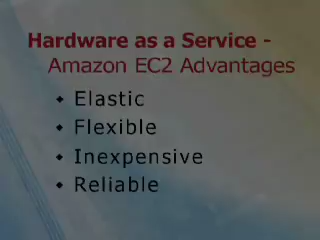 Hardware as a Service -
Amazon EC2 Advantages
Elastic
Flexible
Inexpensive
Reliable